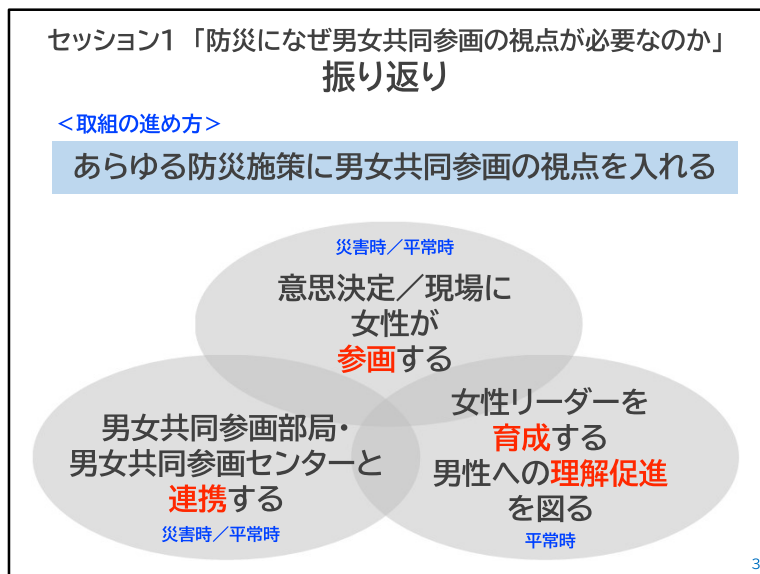 セッション1 「防災になぜ男女共同参画の視点が必要なのか」
振り返り
＜取組の進め方＞
あらゆる防災施策に男女共同参画の視点を入れる
災害時／平常時
意思決定／現場に
女性が
参画する
男女共同参画部局・
男女共同参画センターと
連携する
災害時／平常時
女性リーダーを
育成する
男性への理解促進
を図る
平常時
3